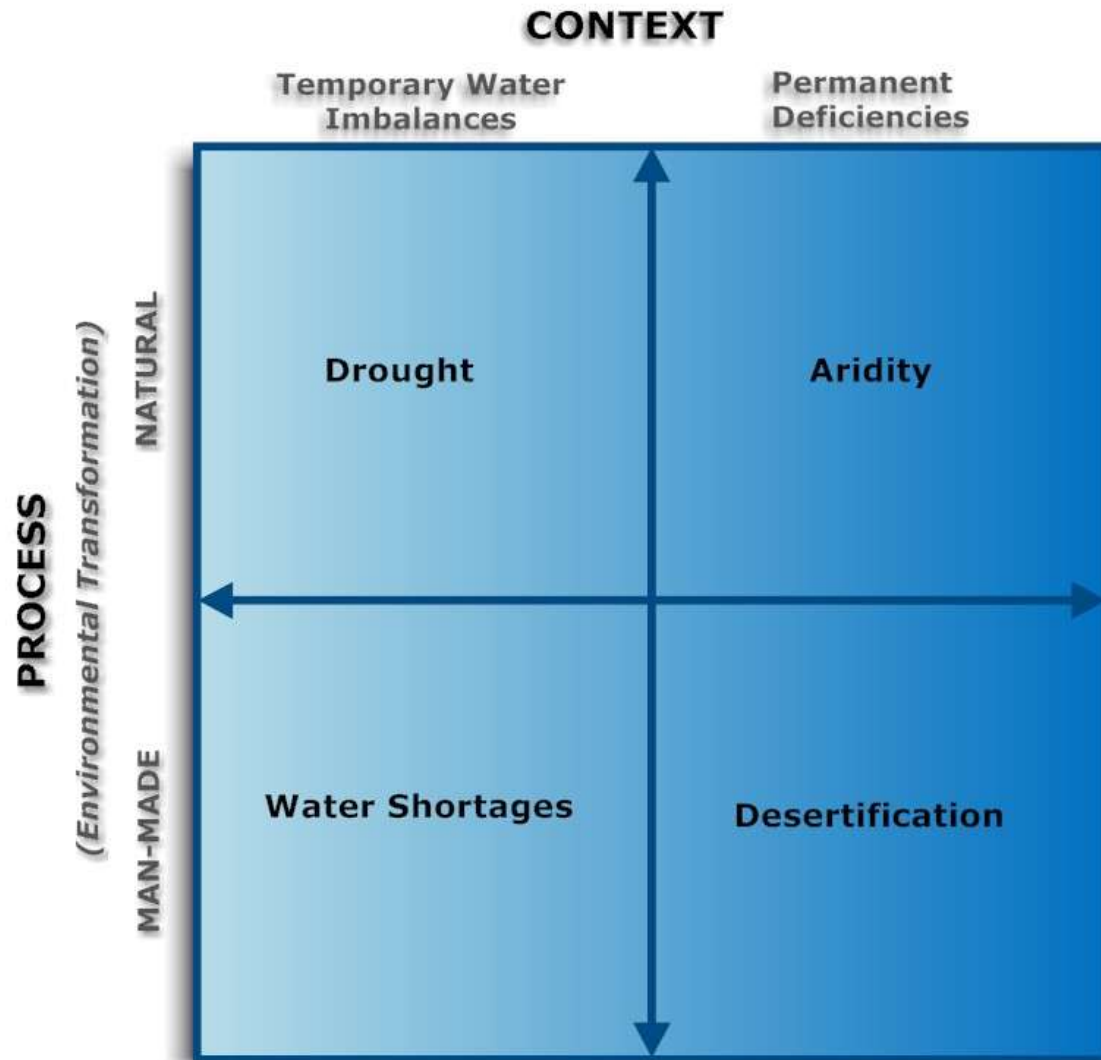 CONTEXT
Temporary Water
Imbalances
Permanent
Deficiencies
PROCESS
(Environmental Transformation)
NATURAL
Drought
Aridity
MAN-MADE
Water Shortages
Desertification